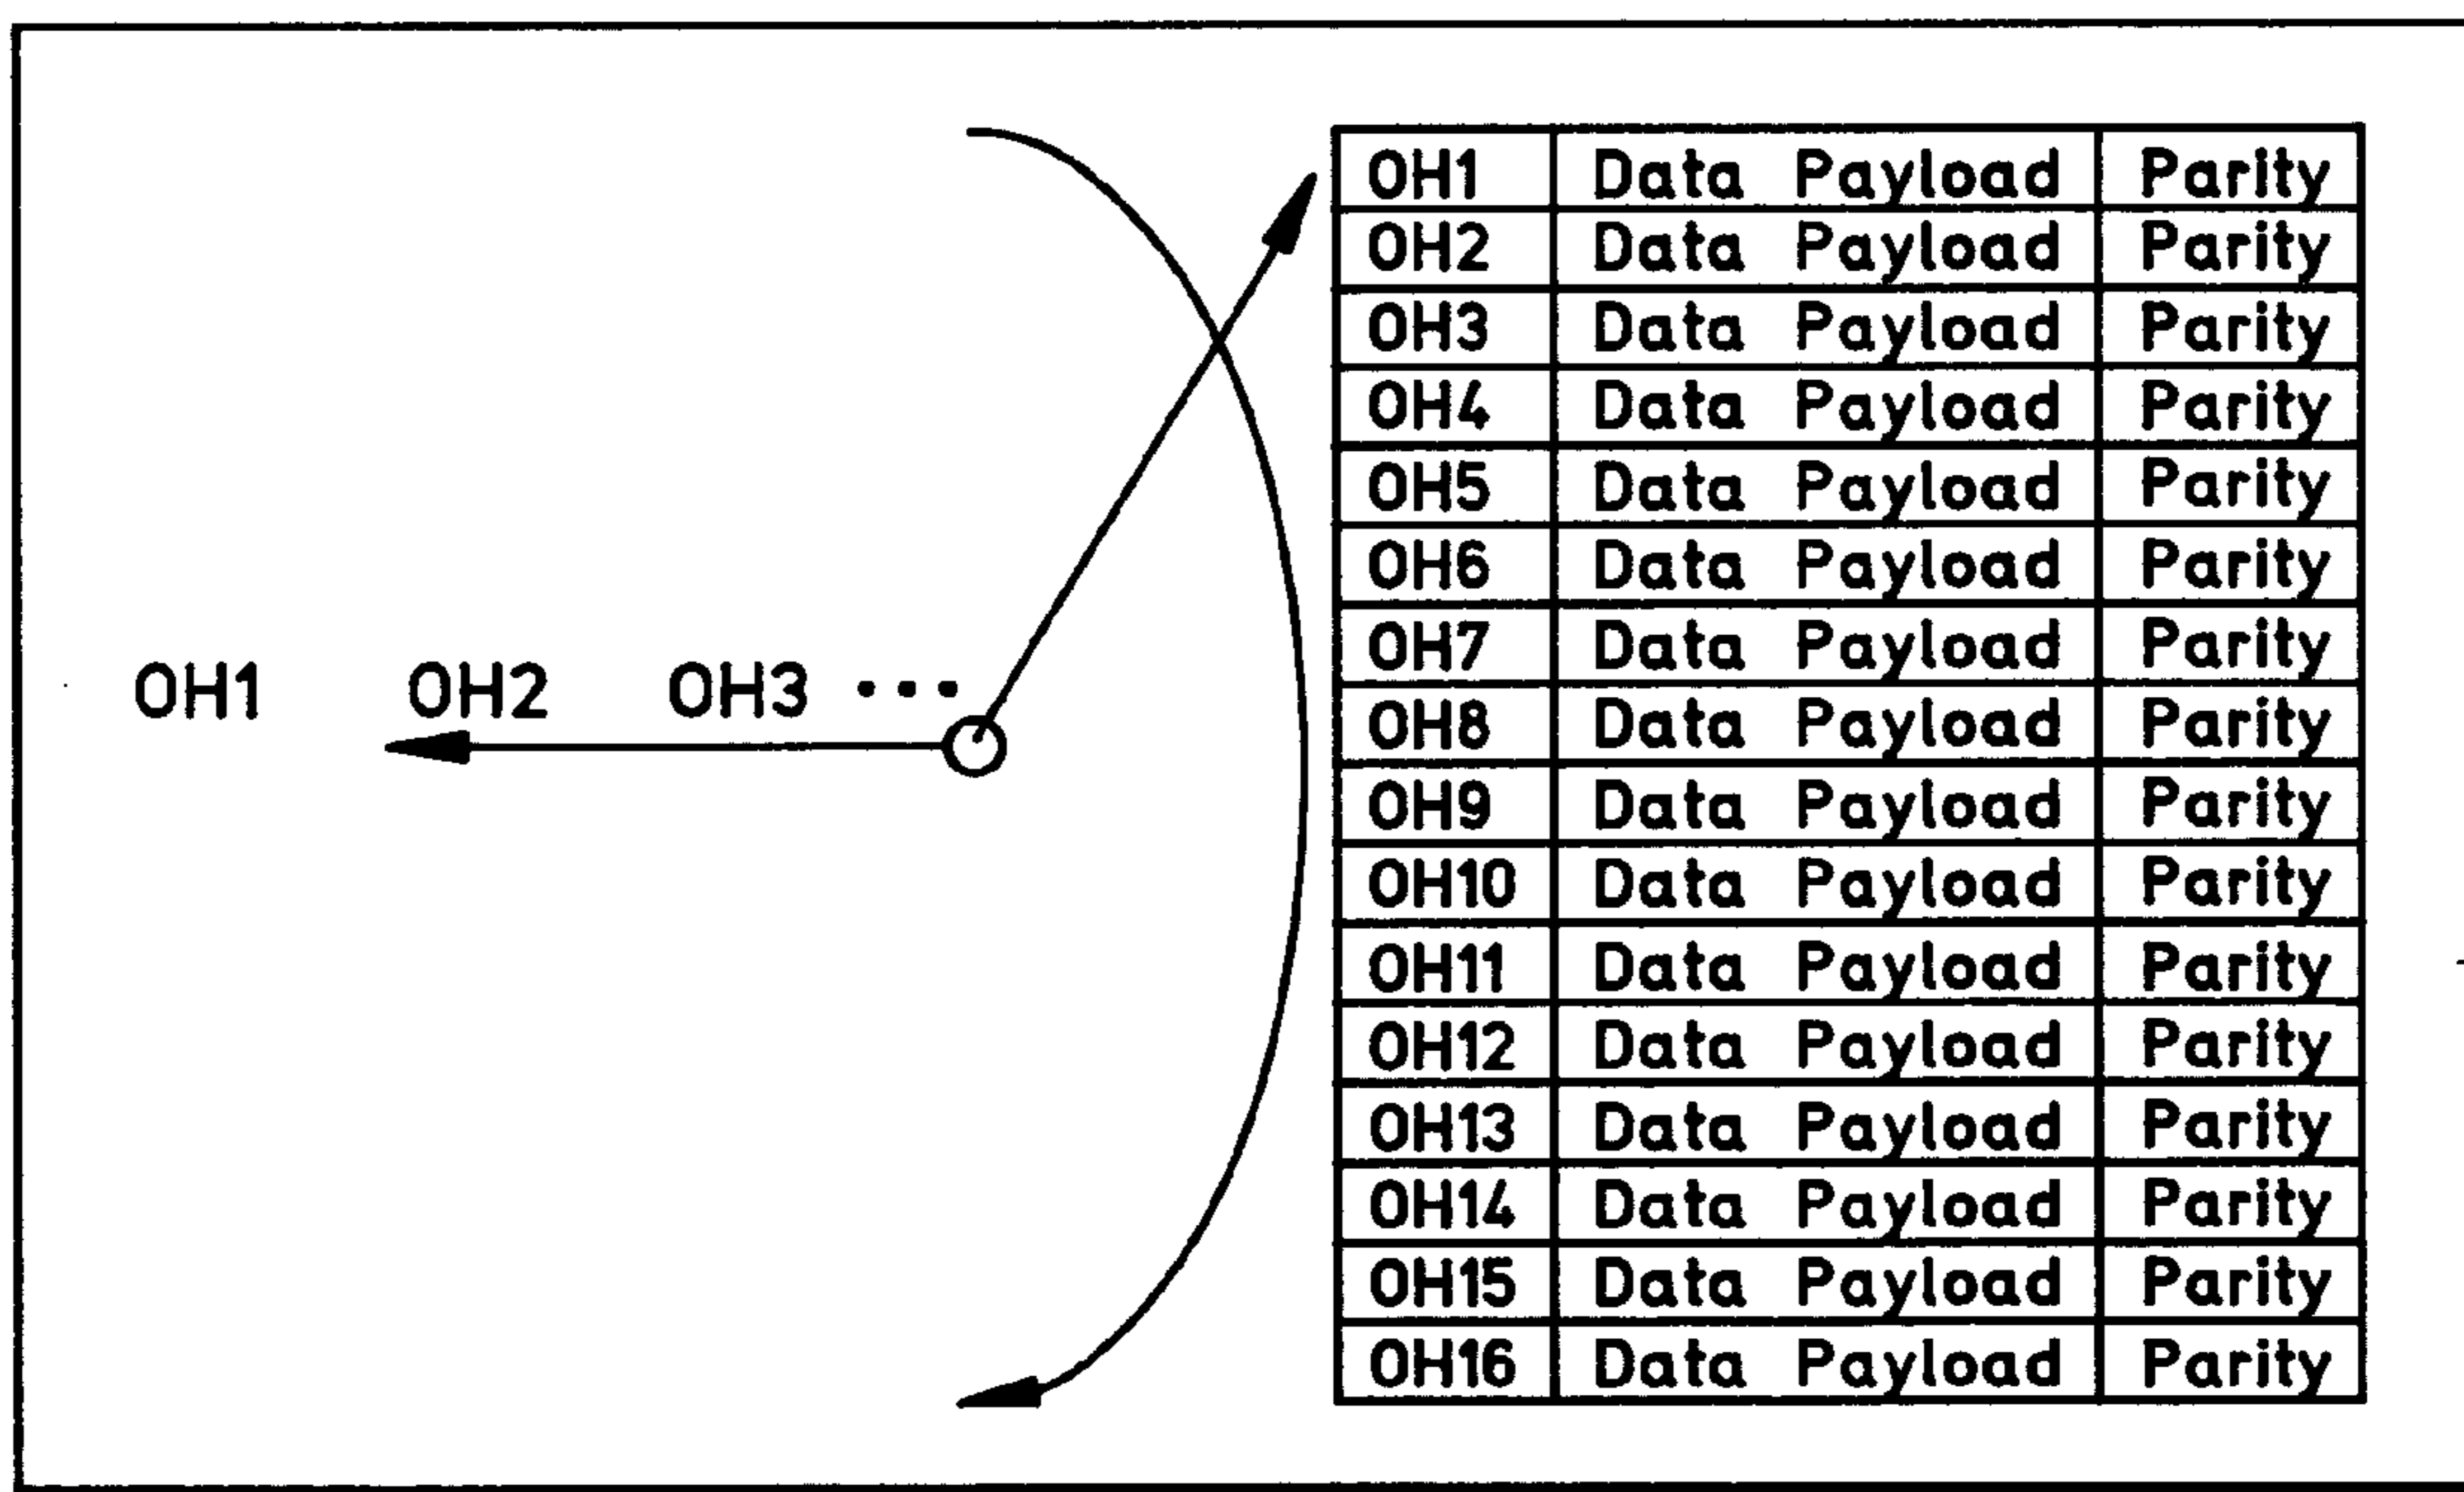 OH1 Data Payload Parity
OH2 Data Payload Parity
OH3 Data Payload Parity
OH4 Data Payload Parity
OH5 Data Payload Parity
OH6 Data Payload Parity
OH7 Data Payload Parity
OH1 OH2 OH3 •••
OH8 Data Payload Parity
OH9 Data Payload Parity
OH10 Data Payload Parity
OH11 Data Payload Parity
OH12 Data Payload Parity
OH13 Data Payload Parity
OH14 Data Payload Parity
OH15 Data Payload Parity
OH16 Data Payload Parity